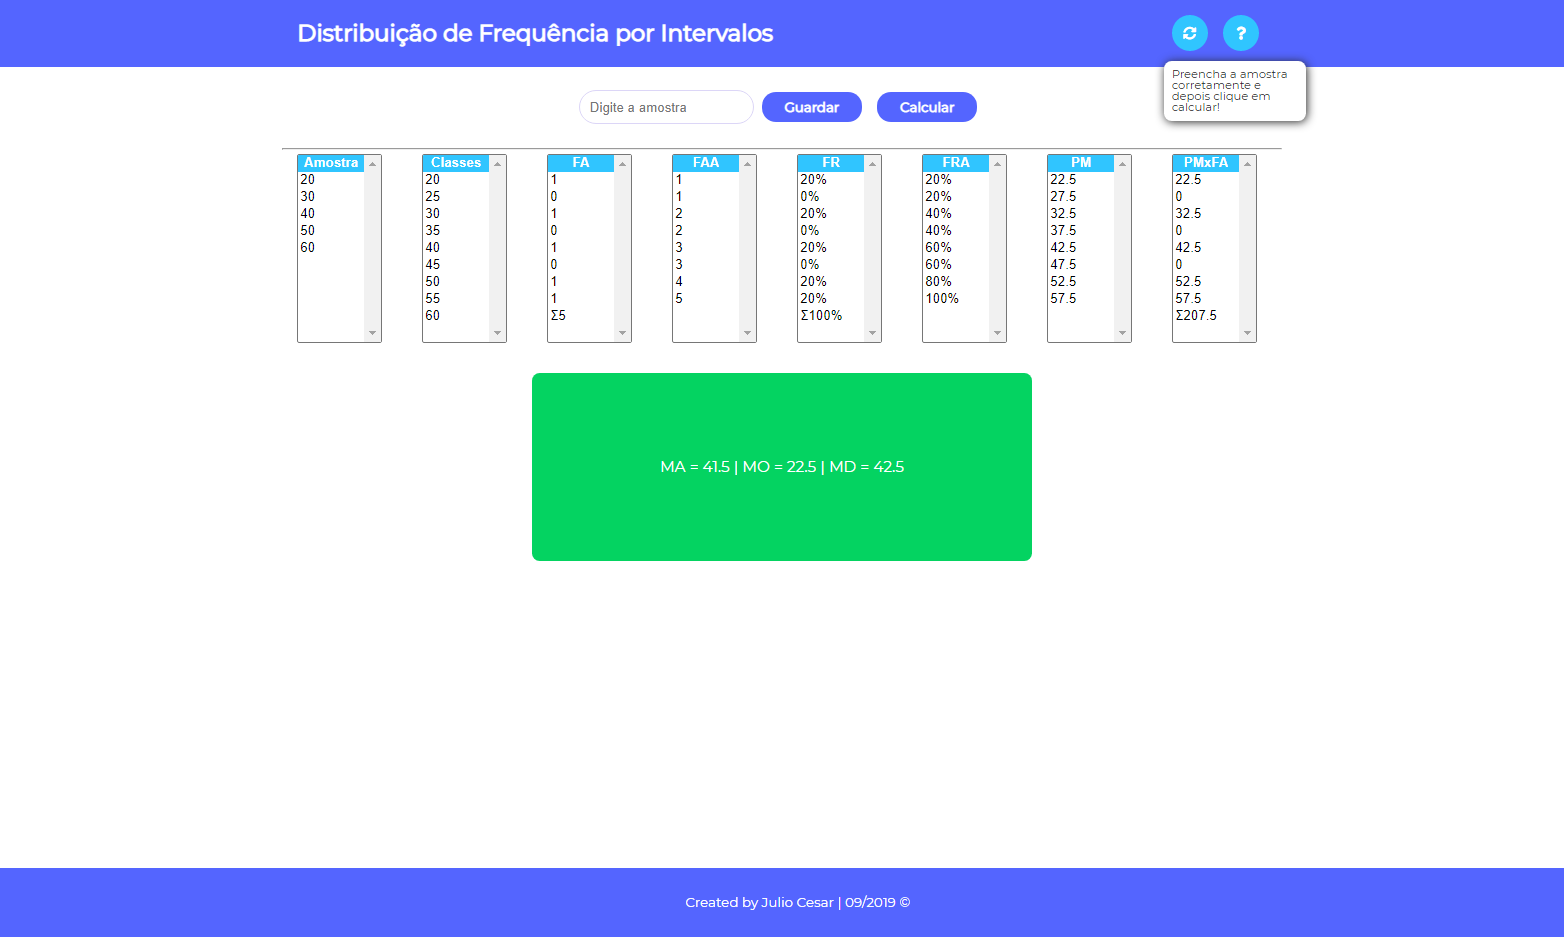 Distribuição de Frequência por Intervalos
?
Preencha a amostra
corretamente e
depois clique em
calcular!
Digite a amostra Guardar Calcular
Amostra Classes FA FAA FR FRA PM PMxFA
20 20 1 1 20% 20% 22.5 22.5
30 25 0 1 0% 20% 27.5 0
40 30 1 2 20% 40% 32.5 32.5
50 35 0 2 0% 40% 37.5 0
60 40 1 3 20% 60% 42.5 42.5
45 0 3 0% 60% 47.5 0
50 1 4 20% 80% 52.5 52.5
55 1 5 20% 100% 57.5 57.5
60 Σ5 Σ100% Σ207.5
MA = 41.5 | MO = 22.5 | MD = 42.5
Created by Julio Cesar | 09/2019 ©